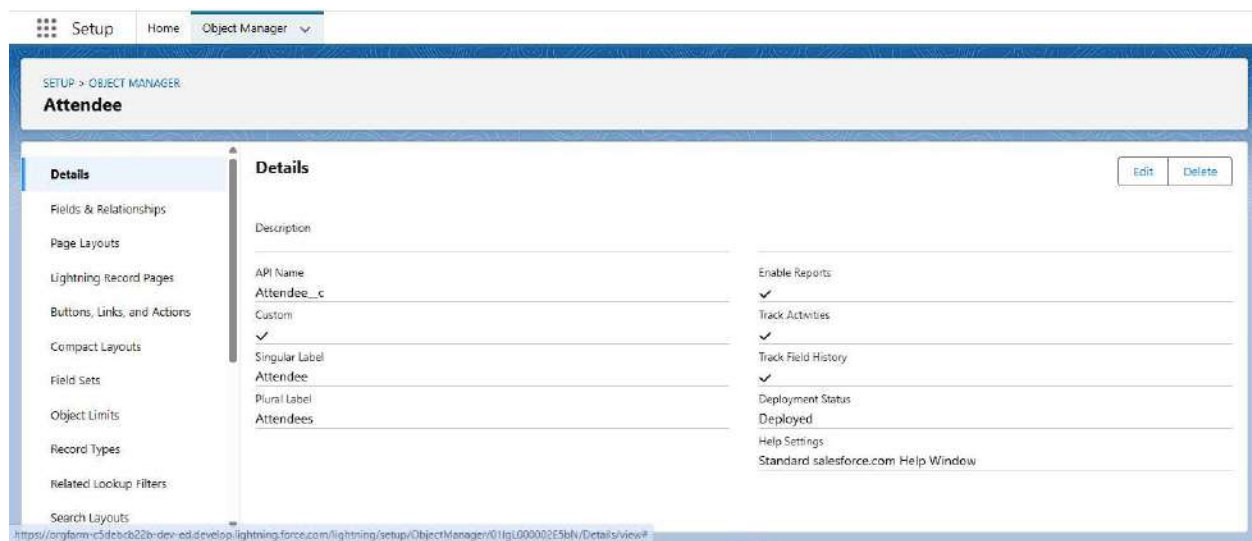 Setup Home Object Manager
SETUP > OBJECT MANAGER
Attendee
Details
Fields & Relationships
Page Layouts
Lightning Record Pages
Buttons, Links, and Actions
Compact Layouts
Field Sets
Object Limits
Record Types
Related Lookup Filters
Search Layouts
Details
Edit Delete
Description
API Name
Attendee__c
Custom
Singular Label
Attendee
Plural Label
Attendees
Enable Reports
Track Activities
Track Field History
Deployment Status
Deployed
Help Settings
Standard salesforce.com Help Window